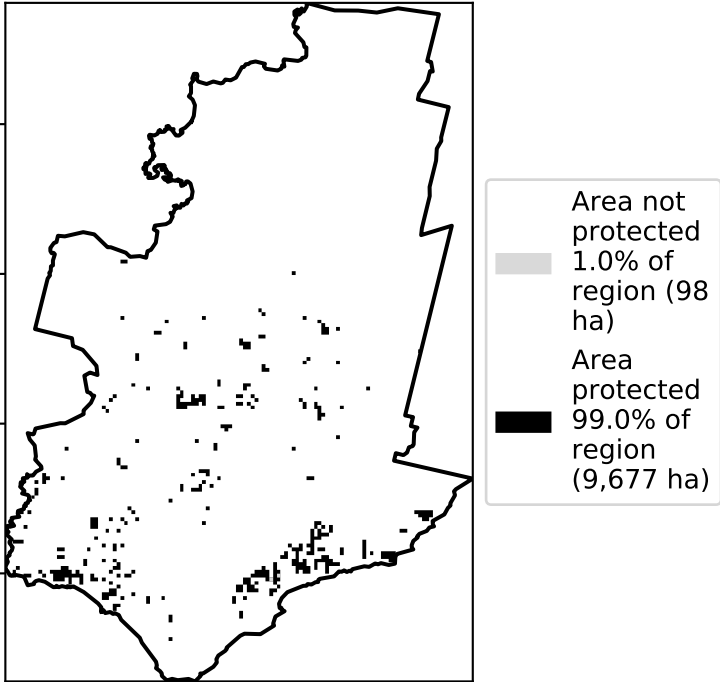 Area not
protected
1.0% of
region (98
ha)
Area
protected
99.0% of
region
(9,677 ha)